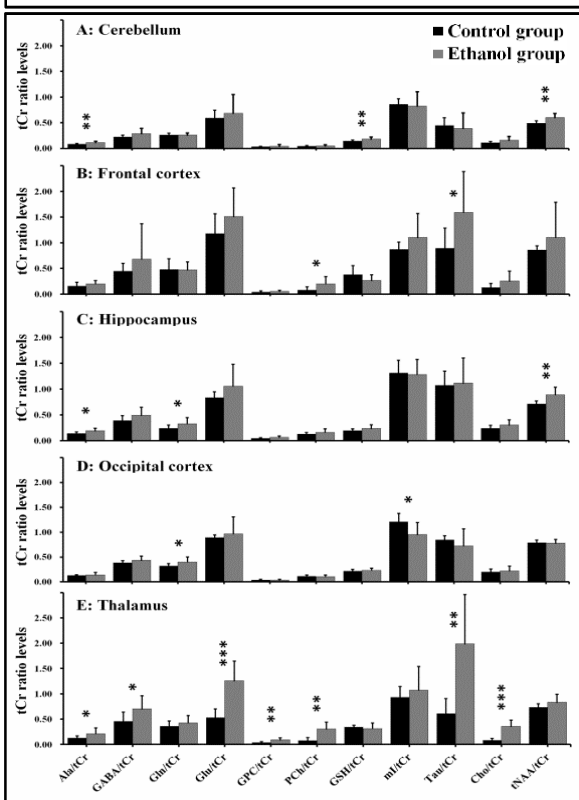 A: Cerebellum
Control group
Ethanol group
tCr ratio levels
2.00
1.50
1.00
0.50
0.00
**
**
**
B: Frontal cortex
tCr ratio levels
2.00
1.50
1.00
0.50
0.00
*
*
C: Hippocampus
tCr ratio levels
2.00
1.50
1.00
0.50
0.00
*
*
**
D: Occipital cortex
tCr ratio levels
2.00
1.50
1.00
0.50
0.00
*
*
E: Thalamus
tCr ratio levels
2.50
2.00
1.50
1.00
0.50
0.00
*
*
***
**
**
**
***
Ala/tCr
GABA/tCr
Gln/tCr
Glu/tCr
GPC/tCr
PCh/tCr
GSH/tCr
mI/tCr
Tau/tCr
Cho/tCr
tNAA/tCr